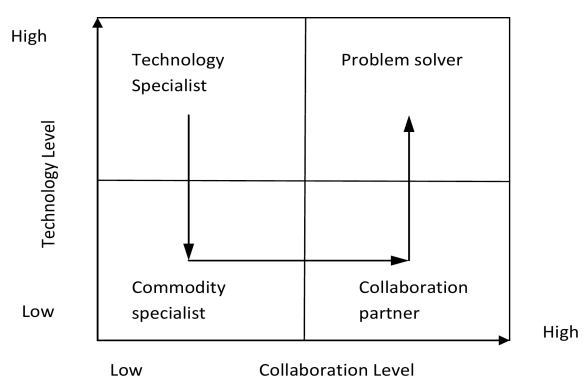 High
Technology
Specialist
Problem solver
Technology Level
Commodity
specialist
Collaboration
partner
Low
High
Low
Collaboration Level